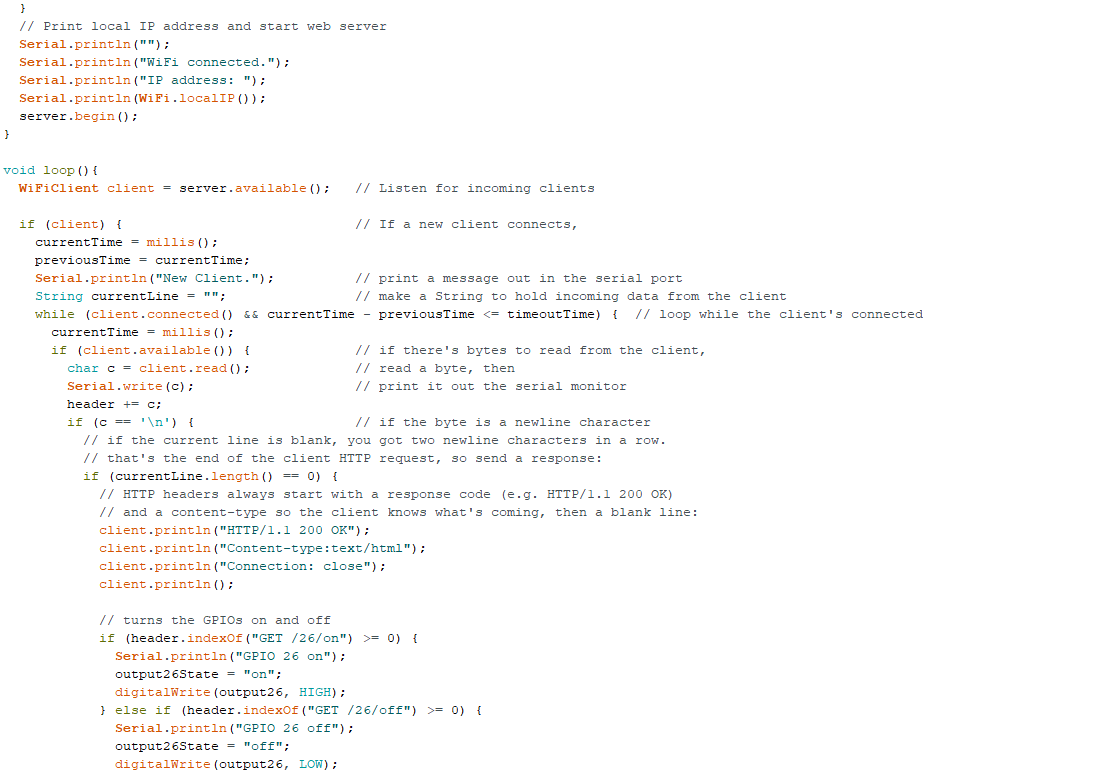 }
// Print local IP address and start web server
Serial.println("");
Serial.println("WiFi connected.");
Serial.println("IP address: ");
Serial.println(WiFi.localIP());
server.begin();
}
void loop(){
WiFiClient client = server.available();   // Listen for incoming clients
if (client) {                             // If a new client connects,
currentTime = millis();
previousTime = currentTime;
Serial.println("New Client.");          // print a message out in the serial port
String currentLine = "";                // make a String to hold incoming data from the client
while (client.connected() && currentTime - previousTime <= timeoutTime) {  // loop while the client's connected
currentTime = millis();
if (client.available()) {             // if there's bytes to read from the client,
char c = client.read();             // read a byte, then
Serial.write(c);                    // print it out the serial monitor
header += c;
if (c == '\n') {                    // if the byte is a newline character
// if the current line is blank, you got two newline characters in a row.
// that's the end of the client HTTP request, so send a response:
if (currentLine.length() == 0) {
// HTTP headers always start with a response code (e.g. HTTP/1.1 200 OK)
// and a content-type so the client knows what's coming, then a blank line:
client.println("HTTP/1.1 200 OK");
client.println("Content-type:text/html");
client.println("Connection: close");
client.println();
// turns the GPIOs on and off
if (header.indexOf("GET /26/on") >= 0) {
Serial.println("GPIO 26 on");
output26State = "on";
digitalWrite(output26, HIGH);
} else if (header.indexOf("GET /26/off") >= 0) {
Serial.println("GPIO 26 off");
output26State = "off";
digitalWrite(output26, LOW);